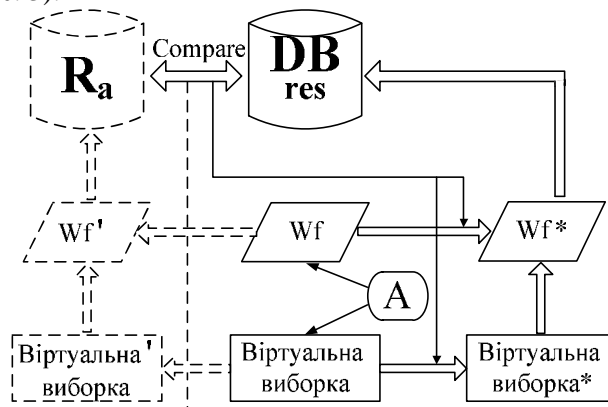 Compare
Rₐ
DB
res
Wf'
Wf
Wf*
A
Віртуальна'
виборка
Віртуальна
виборка
Віртуальна
виборка*